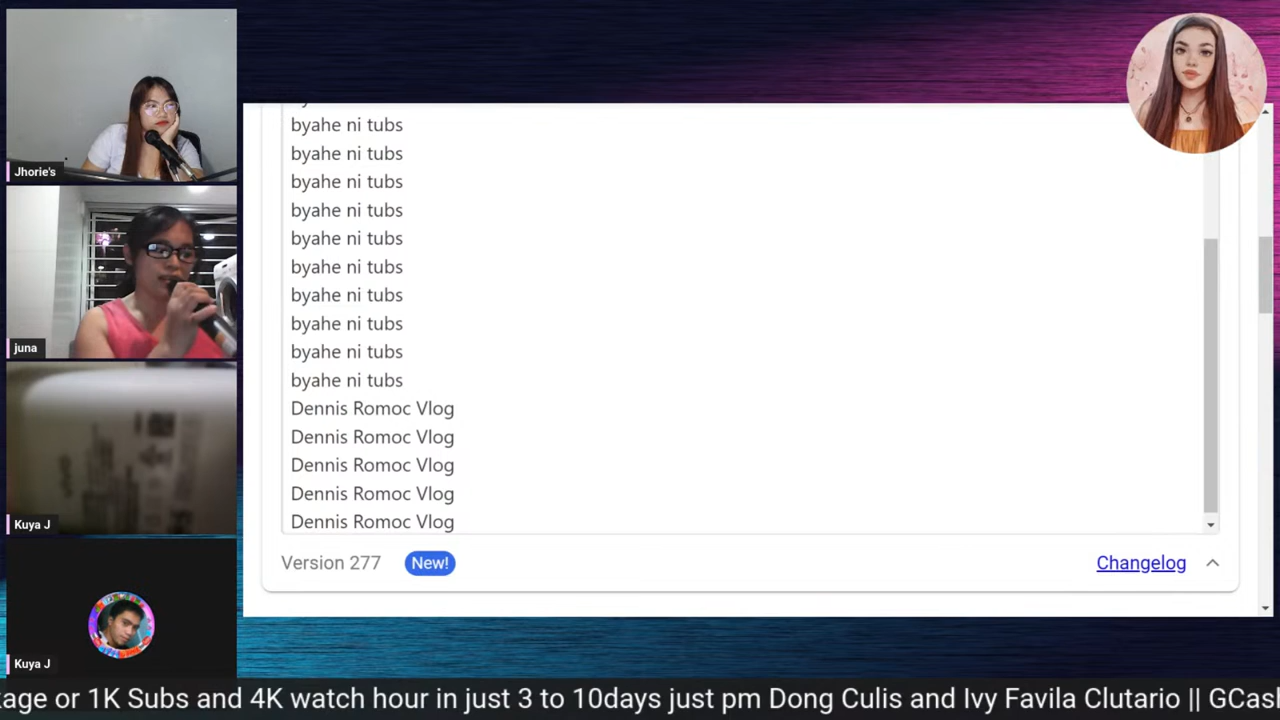 Jhorie's
juna
Kuya J
Kuya J
byahe ni tubs
byahe ni tubs
byahe ni tubs
byahe ni tubs
byahe ni tubs
byahe ni tubs
byahe ni tubs
byahe ni tubs
byahe ni tubs
byahe ni tubs
Dennis Romoc Vlog
Dennis Romoc Vlog
Dennis Romoc Vlog
Dennis Romoc Vlog
Dennis Romoc Vlog
Version 277 New! Changelog
kage or 1K Subs and 4K watch hour in just 3 to 10days just pm Dong Culis and Ivy Favila Clutario || GCash